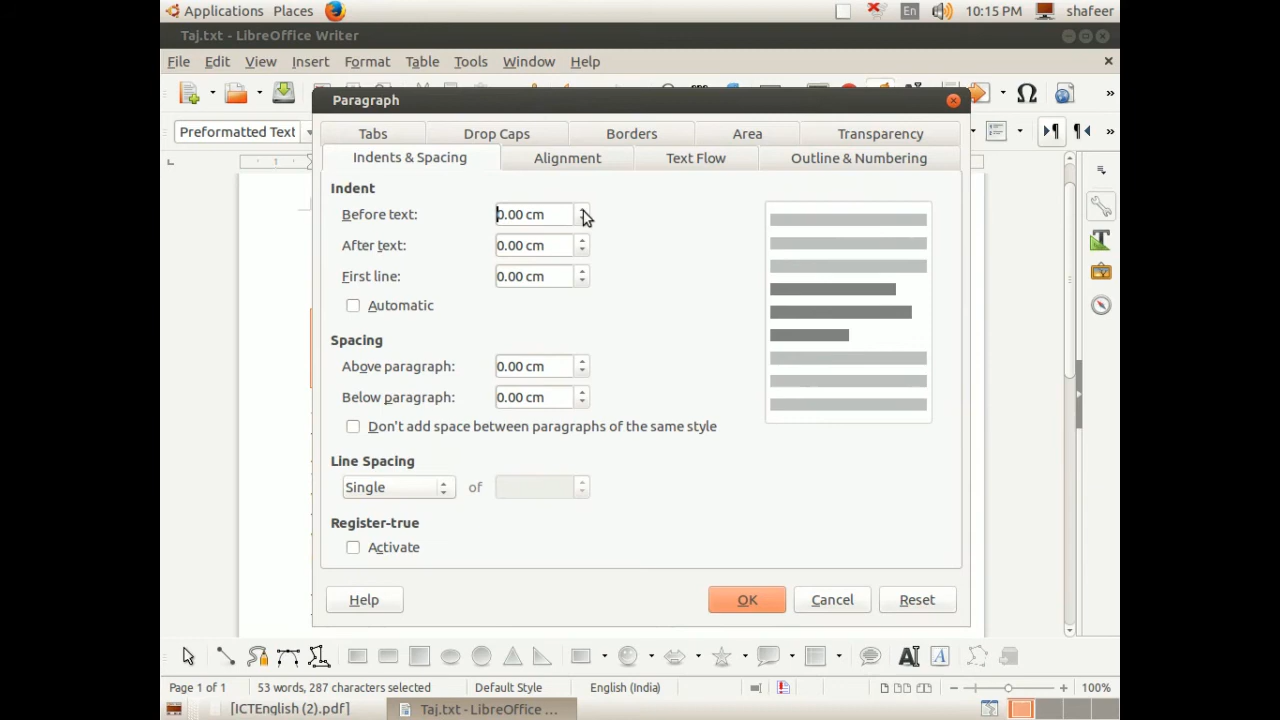 Applications Places En 10:15 PM shafeer
Taj.txt - LibreOffice Writer
File Edit View Insert Format Table Tools Window Help
Paragraph
Preformatted Text
Tabs Drop Caps Borders Area Transparency
Indents & Spacing Alignment Text Flow Outline & Numbering
Indent
Before text: 0.00 cm
After text: 0.00 cm
First line: 0.00 cm
Automatic
Spacing
Above paragraph: 0.00 cm
Below paragraph: 0.00 cm
Don't add space between paragraphs of the same style
Line Spacing
Single of
Register-true
Activate
Help OK Cancel Reset
Page 1 of 1 53 words, 287 characters selected Default Style English (India) 100%
[ICTEnglish (2).pdf] Taj.txt - LibreOffice ...